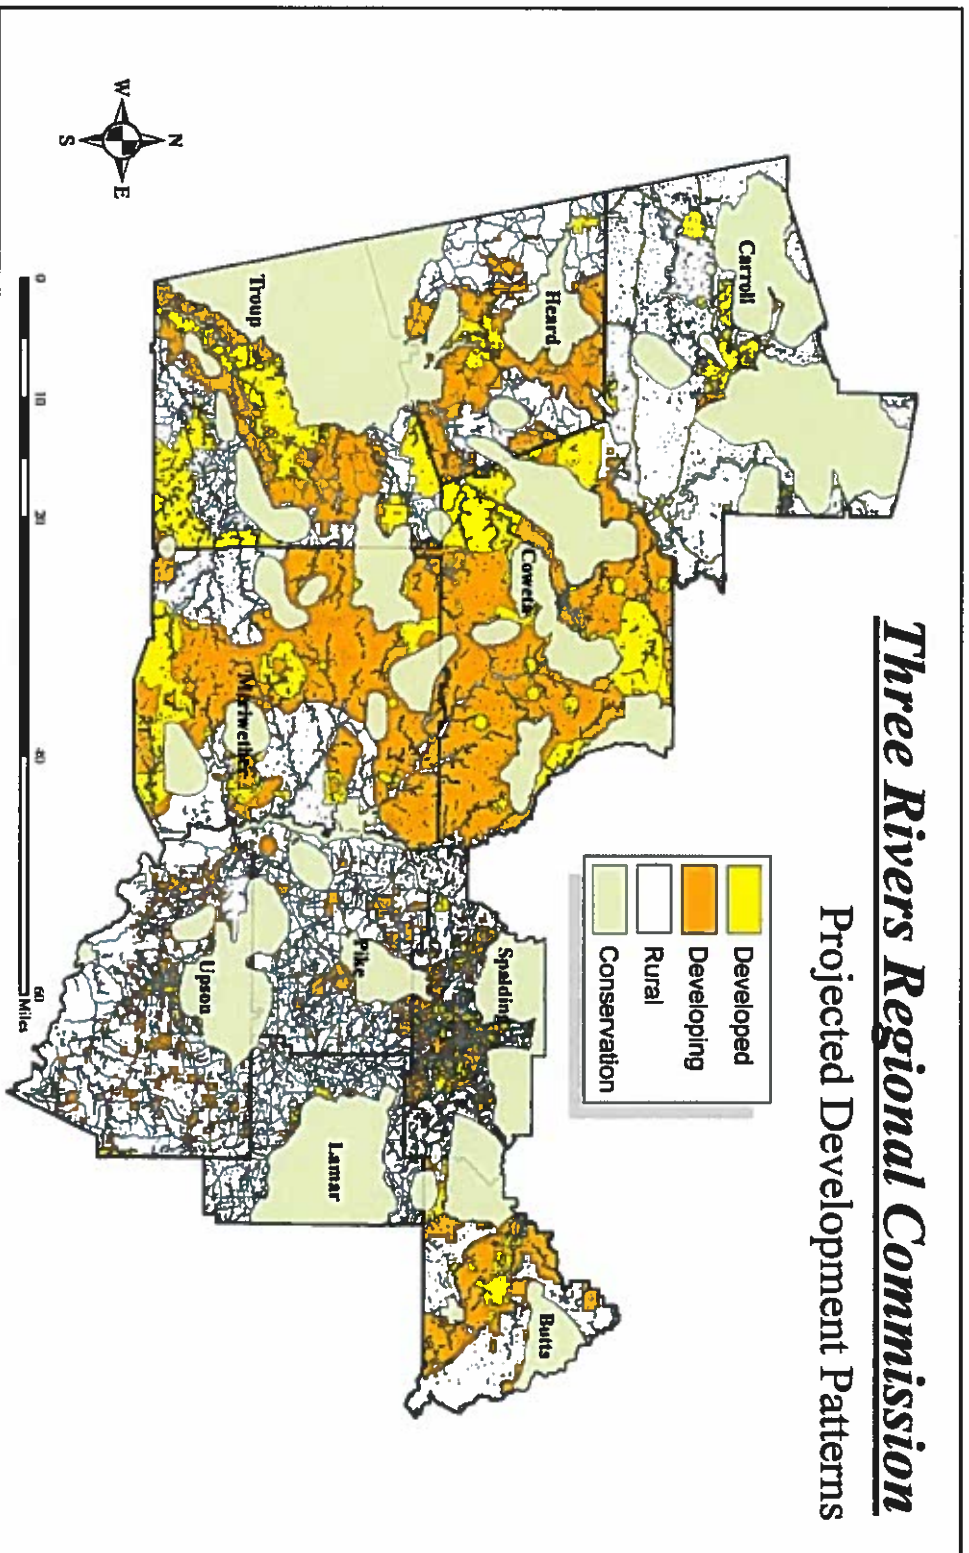 Three Rivers Regional Commission
Projected Development Patterns
Developed
Developing
Rural
Conservation
Carroll
Heard
Troup
Coweta
Meriwether
Spalding
Pike
Upson
Lamar
Butts
N
W
E
S
0
10
20
40
60
Miles